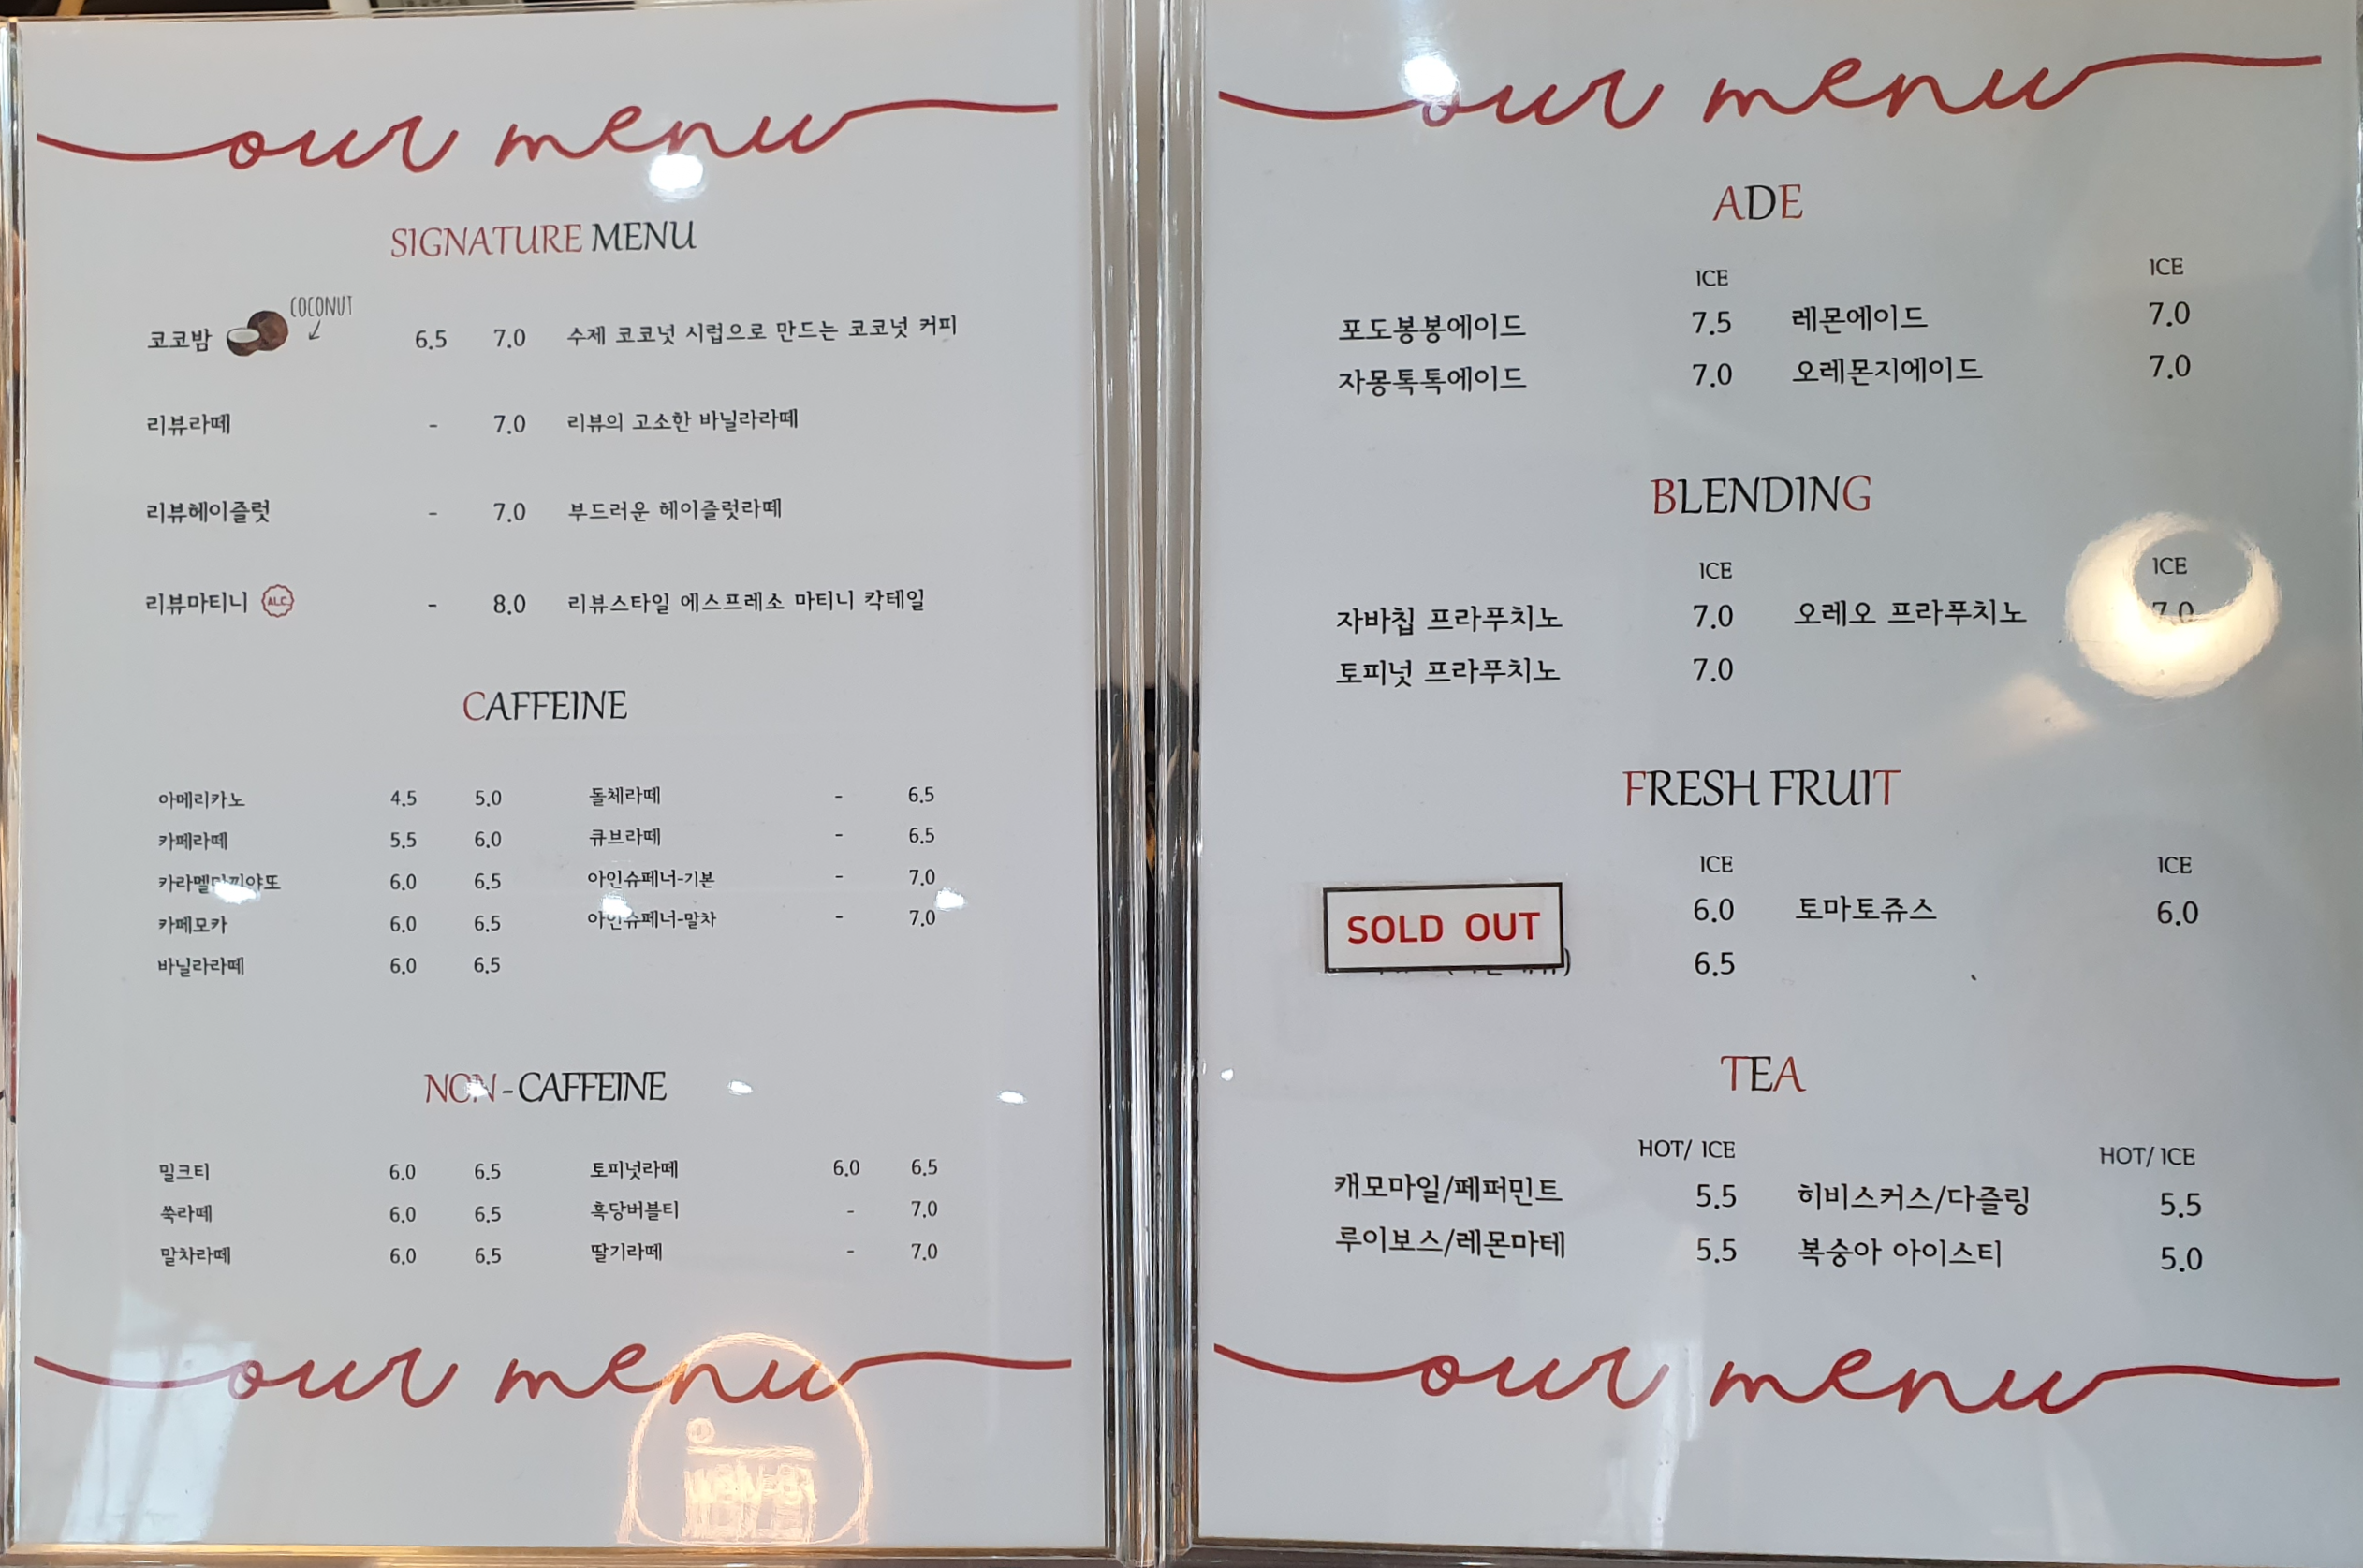 our menu
SIGNATURE MENU
코코밤 COCONUT 6.5 7.0 수제 코코넛 시럽으로 만드는 코코넛 커피
리뷰라떼 - 7.0 리뷰의 고소한 바닐라라떼
리뷰헤이즐럿 - 7.0 부드러운 헤이즐럿라떼
리뷰마티니 ALC - 8.0 리뷰스타일 에스프레소 마티니 칵테일
CAFFEINE
아메리카노 4.5 5.0 돌체라떼 - 6.5
카페라떼 5.5 6.0 큐브라떼 - 6.5
카라멜마끼야또 6.0 6.5 아인슈페너-기본 - 7.0
카페모카 6.0 6.5 아인슈페너-말차 - 7.0
바닐라라떼 6.0 6.5
NON-CAFFEINE
밀크티 6.0 6.5 토피넛라떼 6.0 6.5
쑥라떼 6.0 6.5 흑당버블티 - 7.0
말차라떼 6.0 6.5 딸기라떼 - 7.0
our menu
our menu
ADE
ICE ICE
포도봉봉에이드 7.5 레몬에이드 7.0
자몽톡톡에이드 7.0 오레몬지에이드 7.0
BLENDING
ICE ICE
자바칩 프라푸치노 7.0 오레오 프라푸치노 7.0
토피넛 프라푸치노 7.0
FRESH FRUIT
ICE ICE
SOLD OUT 6.0 토마토쥬스 6.0
6.5
TEA
HOT/ ICE HOT/ ICE
캐모마일/페퍼민트 5.5 히비스커스/다즐링 5.5
루이보스/레몬마테 5.5 복숭아 아이스티 5.0
our menu